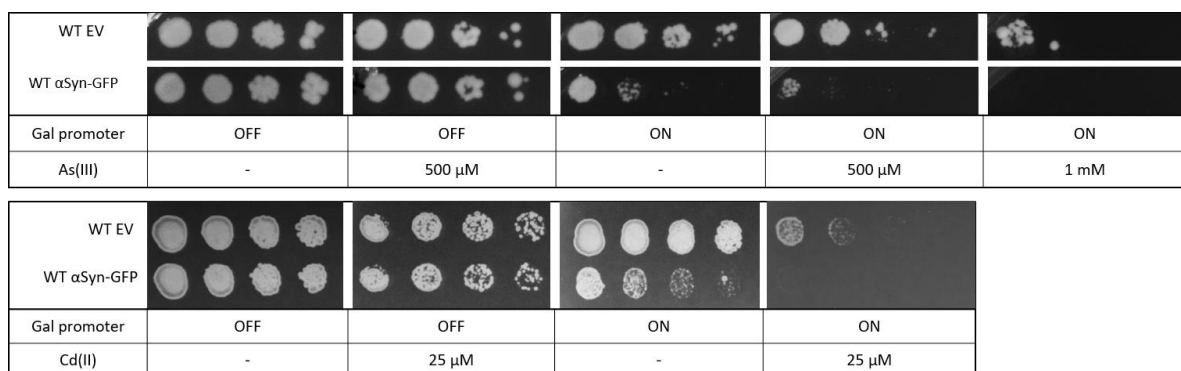 WT EV
WT αSyn-GFP
Gal promoter OFF OFF ON ON ON
As(III) - 500 µM - 500 µM 1 mM
WT EV
WT αSyn-GFP
Gal promoter OFF OFF ON ON
Cd(II) - 25 µM - 25 µM